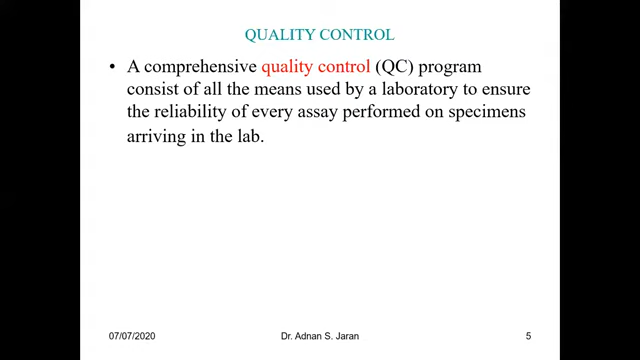 QUALITY CONTROL
• A comprehensive quality control (QC) program
consist of all the means used by a laboratory to ensure
the reliability of every assay performed on specimens
arriving in the lab.
07/07/2020
Dr. Adnan S. Jaran
5